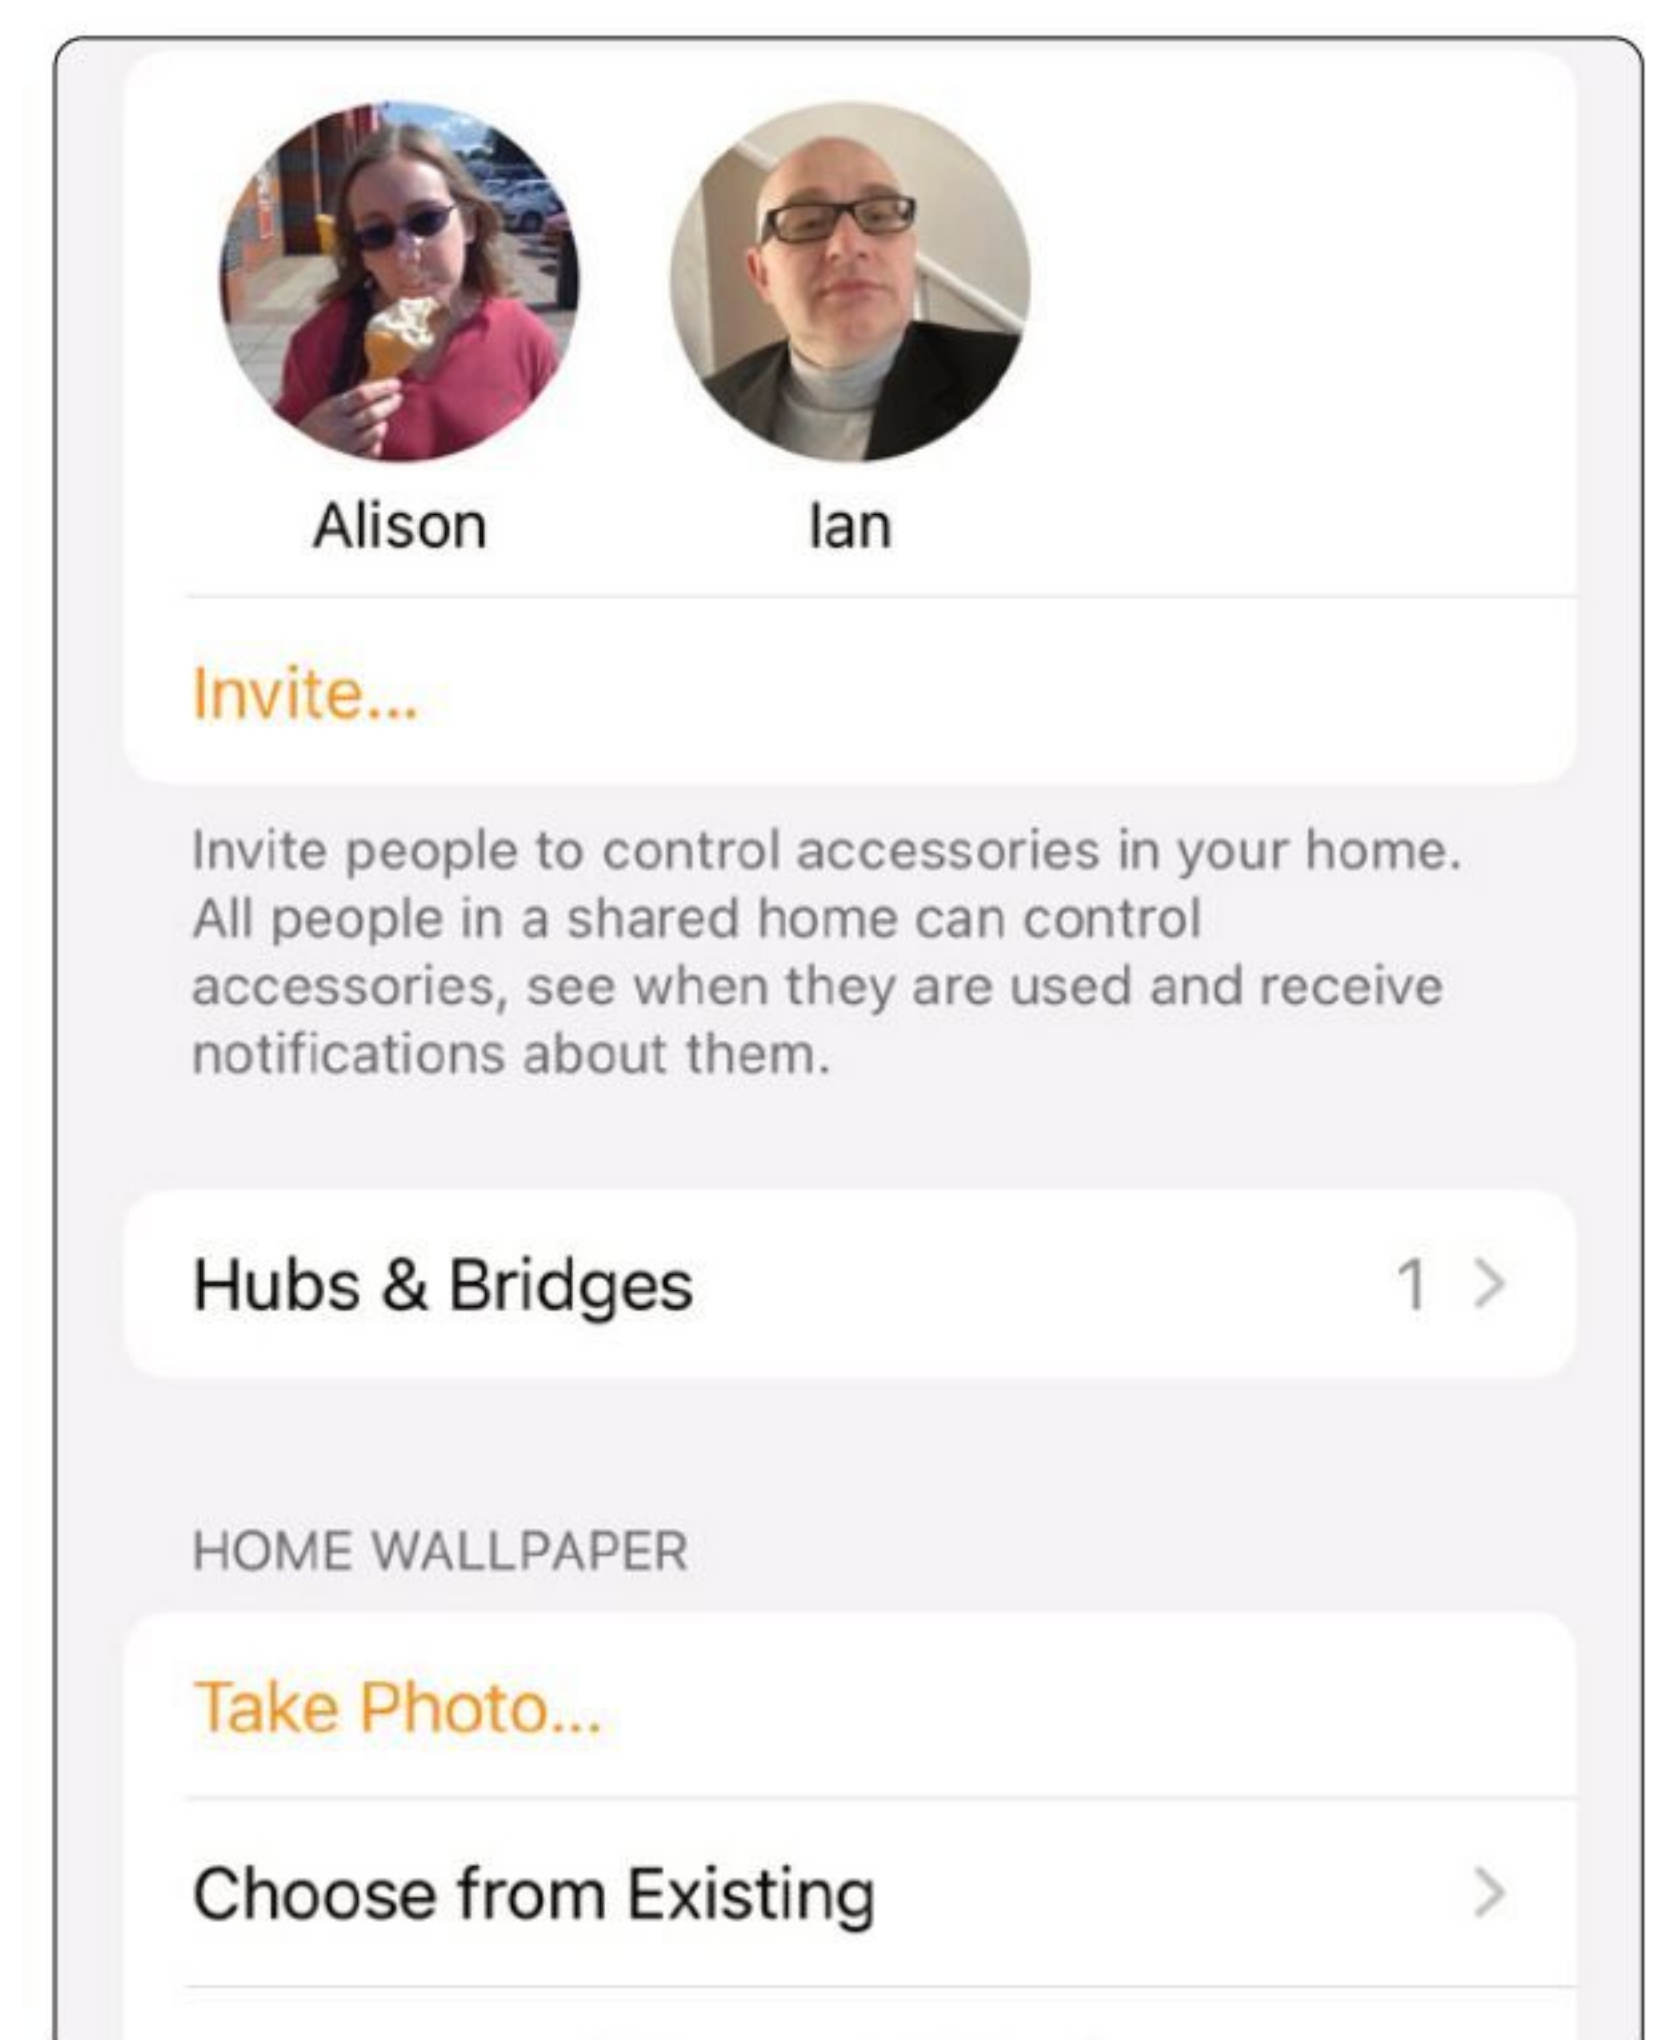 Alison Ian
Invite...
Invite people to control accessories in your home.
All people in a shared home can control
accessories, see when they are used and receive
notifications about them.
Hubs & Bridges 1
HOME WALLPAPER
Take Photo...
Choose from Existing